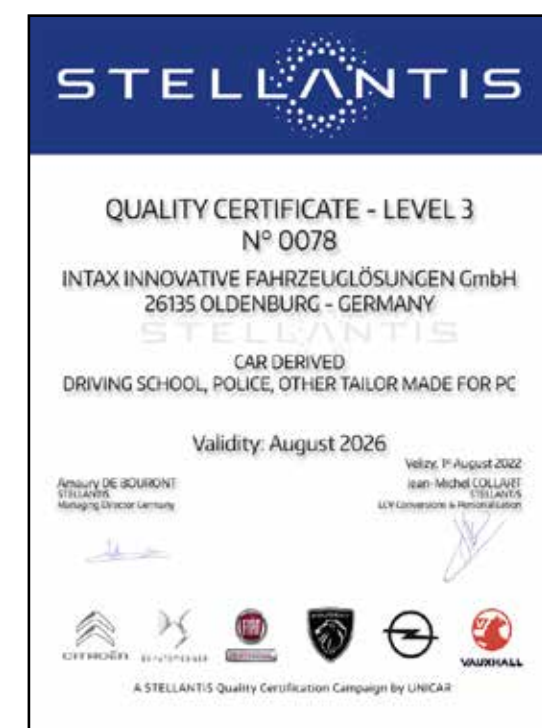 STELLANTIS
QUALITY CERTIFICATE - LEVEL 3
N° 0078
INTAX INNOVATIVE FAHRZEUGLÖSUNGEN GmbH
26135 OLDENBURG - GERMANY
STELLANTIS
CAR DERIVED
DRIVING SCHOOL, POLICE, OTHER TAILOR MADE FOR PC
Validity: August 2026
Velizy, 1st August 2022
Amaury DE BOURONT
STELLANTIS
Managing Director Germany
Jean-Michel COLLART
STELLANTIS
LCV Conversions & Personalisation
CITROËN
FIAT
VAUXHALL
A STELLANTIS Quality Certification Campaign by UNICAR